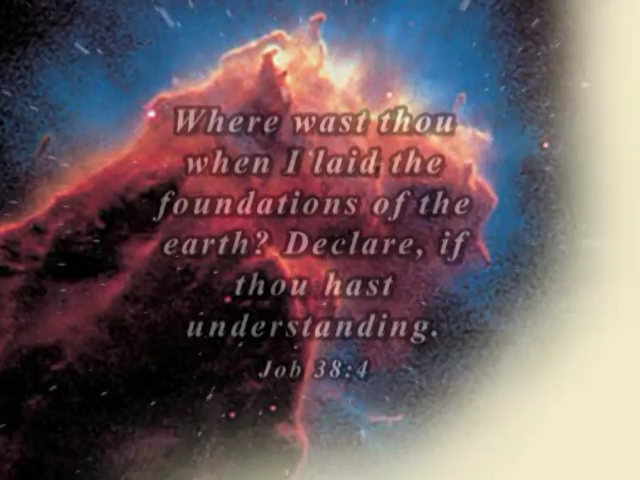 Where wast thou
when I laid the
foundations of the
earth? Declare, if
thou hast
understanding.
Job 38:4